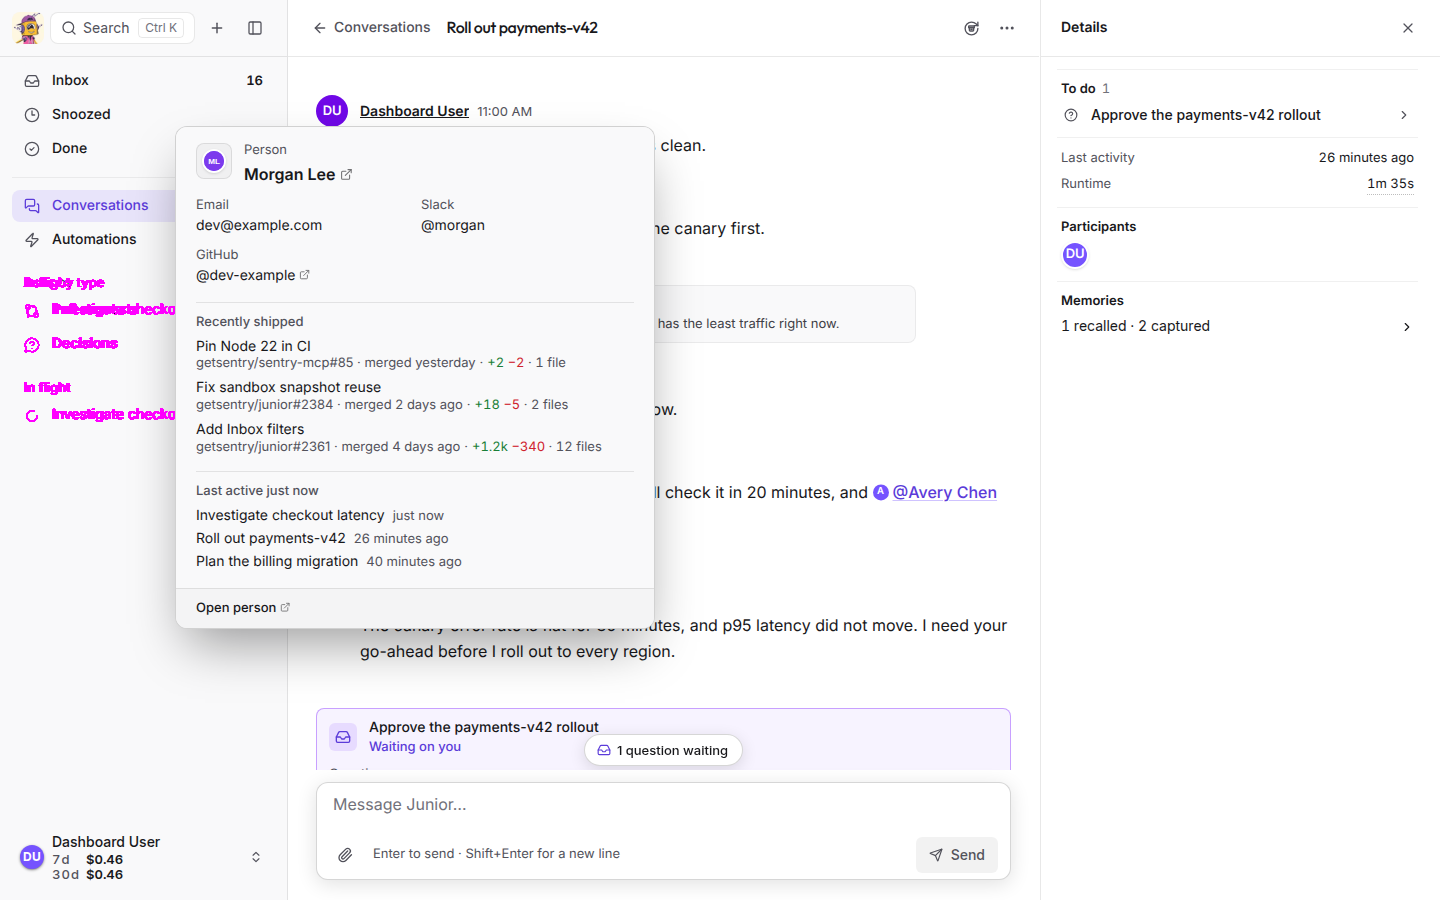 Search Ctrl K
Inbox 16
Snoozed
Done
Conversations
Automations
Decisions
In flight
Investigate checko
Dashboard User
7d $0.46
30d $0.46
Conversations Roll out payments-v42
DU Dashboard User 11:00 AM
clean.
canary first.
has the least traffic right now.
ow.
check it in 20 minutes, and A @Avery Chen
minutes, and p95 latency did not move. I need your
go-ahead before I roll out to every region.
Approve the payments-v42 rollout
Waiting on you
1 question waiting
Message Junior...
Enter to send · Shift+Enter for a new line
Send
ML Person
Morgan Lee
Email Slack
dev@example.com @morgan
GitHub
@dev-example
Recently shipped
Pin Node 22 in CI
getsentry/sentry-mcp#85 · merged yesterday · +2 −2 · 1 file
Fix sandbox snapshot reuse
getsentry/junior#2384 · merged 2 days ago · +18 −5 · 2 files
Add Inbox filters
getsentry/junior#2361 · merged 4 days ago · +1.2k −340 · 12 files
Last active just now
Investigate checkout latency just now
Roll out payments-v42 26 minutes ago
Plan the billing migration 40 minutes ago
Open person
Details
To do 1
Approve the payments-v42 rollout
Last activity 26 minutes ago
Runtime 1m 35s
Participants
DU
Memories
1 recalled · 2 captured
DU